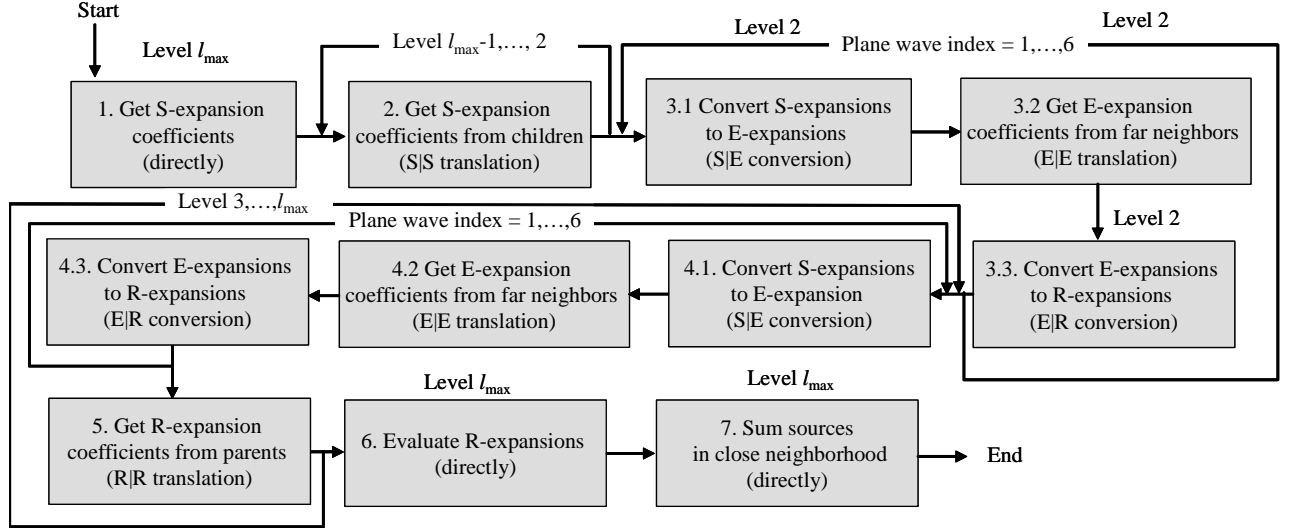 Start
Level lmax
Level lmax-1,…, 2
Level 2
Level 2
Plane wave index = 1,…,6
1. Get S-expansion
coefficients
(directly)
2. Get S-expansion
coefficients from children
(S|S translation)
3.1 Convert S-expansions
to E-expansions
(S|E conversion)
3.2 Get E-expansion
coefficients from far neighbors
(E|E translation)
Level 3,…,lmax
Plane wave index = 1,…,6
Level 2
4.3. Convert E-expansions
to R-expansions
(E|R conversion)
4.2 Get E-expansion
coefficients from far neighbors
(E|E translation)
4.1. Convert S-expansions
to E-expansion
(S|E conversion)
3.3. Convert E-expansions
to R-expansions
(E|R conversion)
Level lmax
Level lmax
5. Get R-expansion
coefficients from parents
(R|R translation)
6. Evaluate R-expansions
(directly)
7. Sum sources
in close neighborhood
(directly)
End